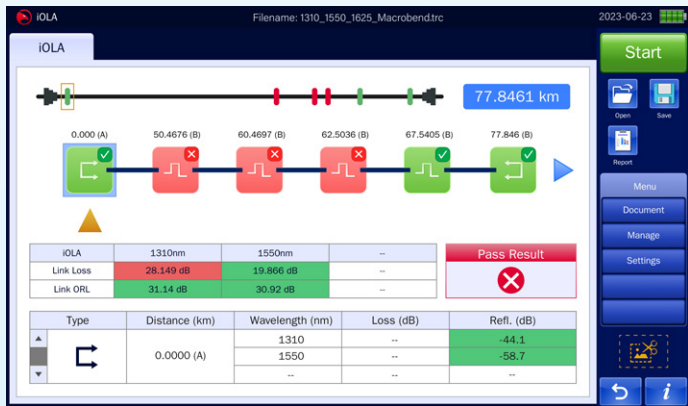 iOLA
Filename: 1310_1550_1625_Macrobend.trc
2023-06-23
iOLA
Start
77.8461 km
Open
Save
0.000 (A)
50.4676 (B)
60.4697 (B)
62.5036 (B)
67.5405 (B)
77.846 (B)
Report
Menu
Document
Manage
Settings
iOLA 1310nm 1550nm --
Link Loss 28.149 dB 19.866 dB --
Link ORL 31.14 dB 30.92 dB --
Pass Result
Type Distance (km) Wavelength (nm) Loss (dB) Refl. (dB)
1310 -- -44.1
0.0000 (A)
1550 -- -58.7
-- -- --
i